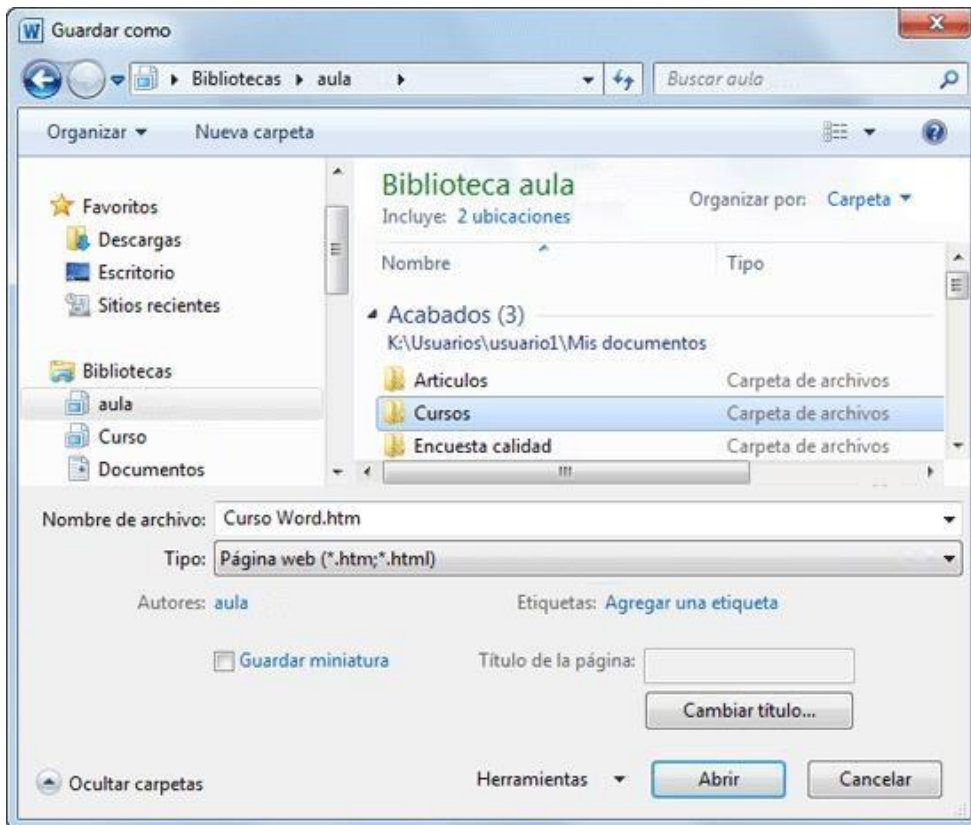 Guardar como
Bibliotecas aula
Buscar aula
Organizar Nueva carpeta
Favoritos
Descargas
Escritorio
Sitios recientes
Bibliotecas
aula
Curso
Documentos
Biblioteca aula
Incluye: 2 ubicaciones
Organizar por: Carpeta
Nombre Tipo
Acabados (3)
K:\Usuarios\usuario1\Mis documentos
Articulos Carpeta de archivos
Cursos Carpeta de archivos
Encuesta calidad Carpeta de archivos
Nombre de archivo: Curso Word.htm
Tipo: Página web (*.htm;*.html)
Autores: aula Etiquetas: Agregar una etiqueta
Guardar miniatura Título de la página:
Cambiar título...
Ocultar carpetas Herramientas Abrir Cancelar